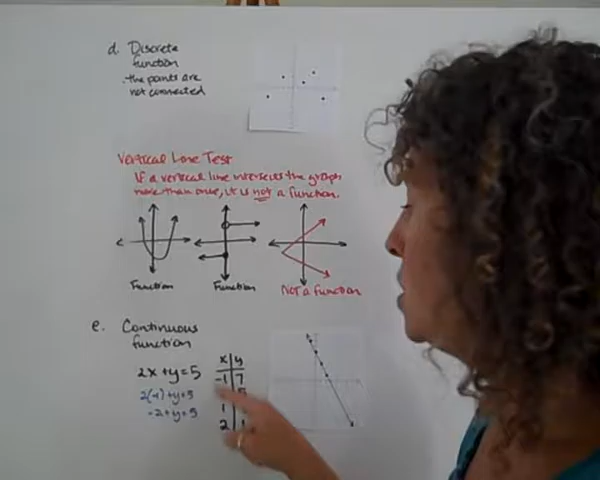 d. Discrete
function
. the points are
not connected
Vertical Line Test
If a vertical line intersects the graph
more than once, it is not a function.
Function
Function
Not a function
e. Continuous
function
2x+y=5
2(-1)+y=5
-2+y=5
x y
-1 7
5
1
2 1